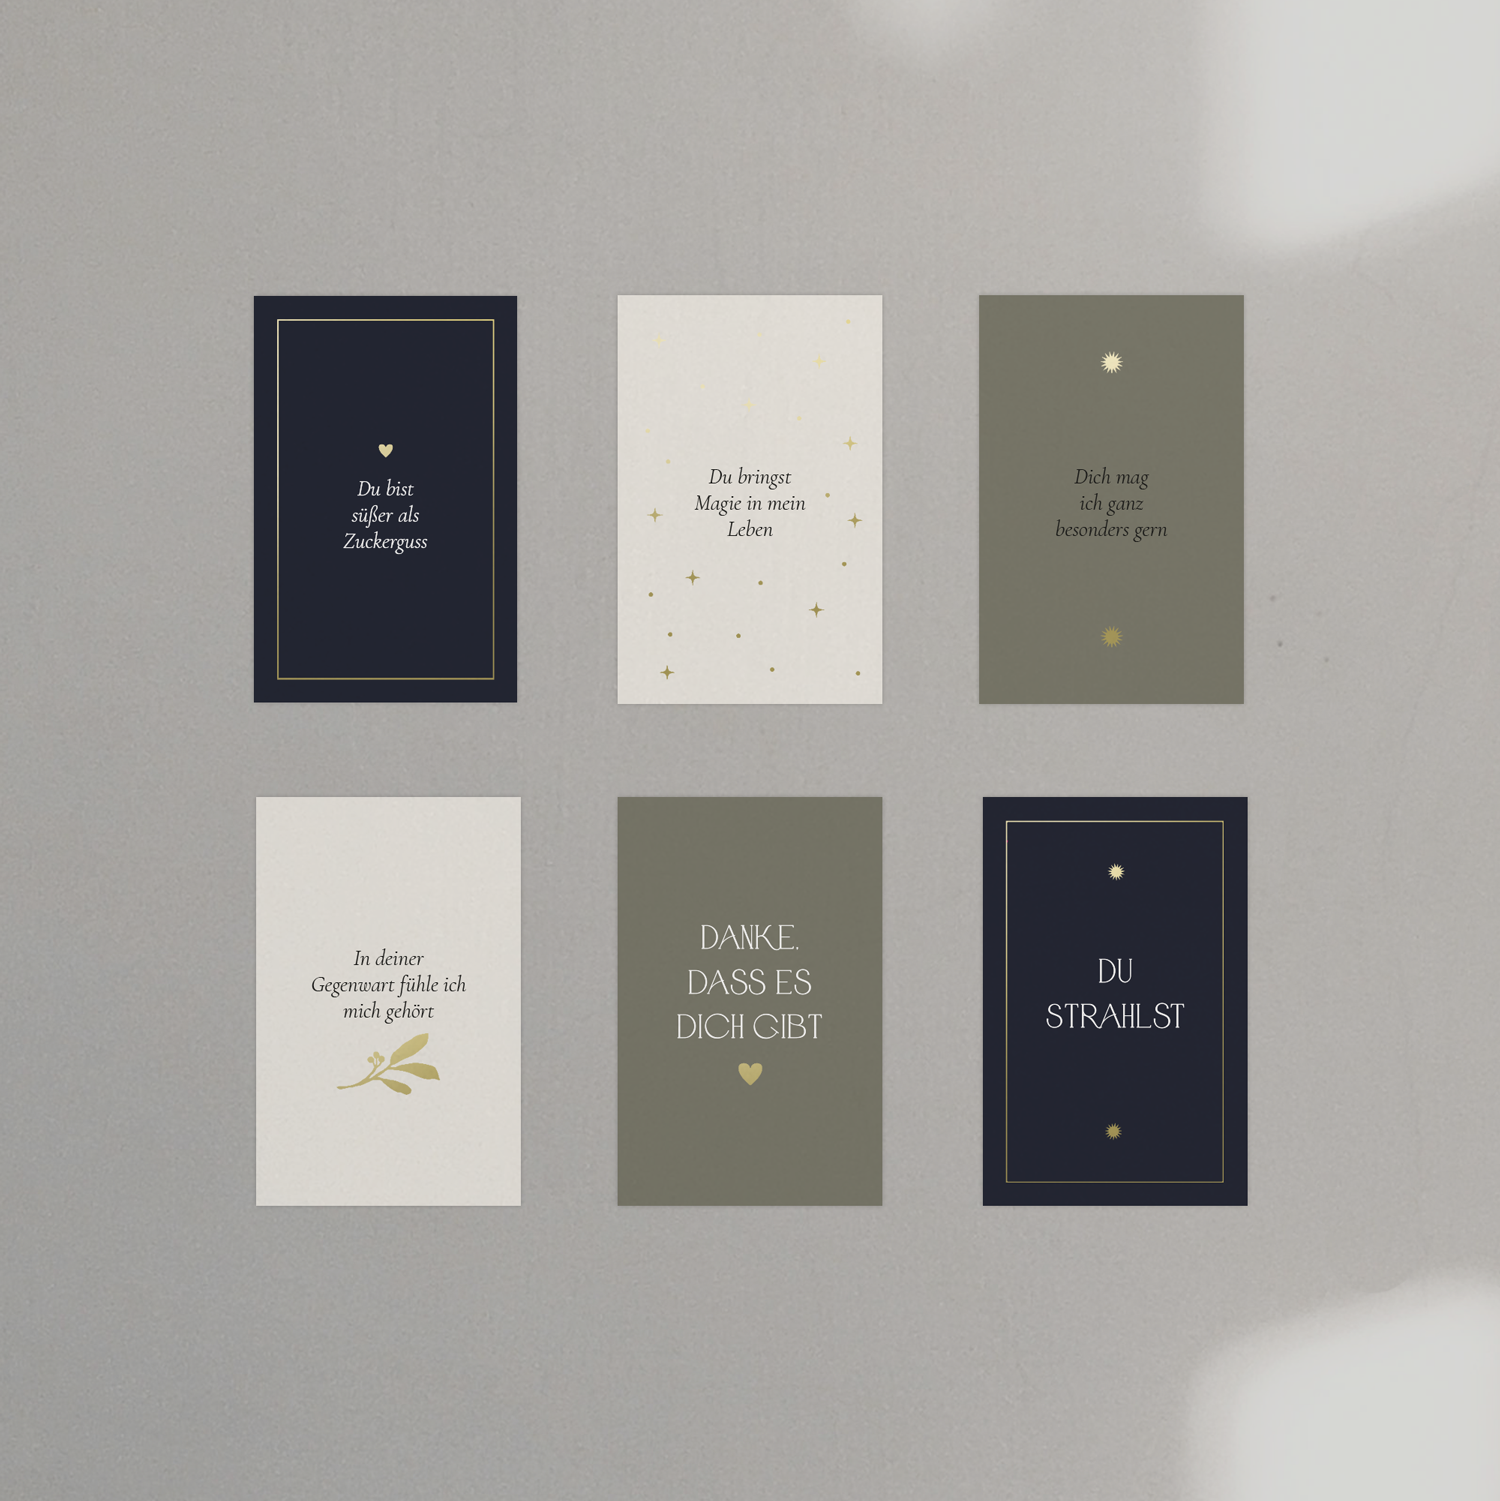 Du bist
süßer als
Zuckerguss
Du bringst
Magie in mein
Leben
Dich mag
ich ganz
besonders gern
In deiner
Gegenwart fühle ich
mich gehört
DANKE,
DASS ES
DICH GIBT
DU
STRAHLST